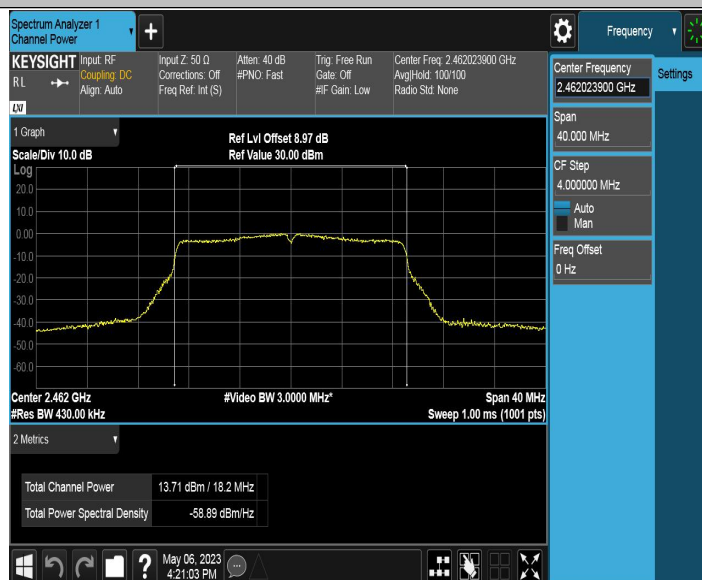 Spectrum Analyzer 1
Channel Power
Frequency
KEYSIGHT
R L
LXI
Input: RF
Coupling: DC
Align: Auto
Input Z: 50 Ω
Corrections: Off
Freq Ref: Int (S)
Atten: 40 dB
#PNO: Fast
Trig: Free Run
Gate: Off
#IF Gain: Low
Center Freq: 2.462023900 GHz
Avg|Hold: 100/100
Radio Std: None
Center Frequency
2.462023900 GHz
Settings
Span
40.000 MHz
CF Step
4.000000 MHz
Auto
Man
Freq Offset
0 Hz
1 Graph
Scale/Div 10.0 dB
Ref Lvl Offset 8.97 dB
Ref Value 30.00 dBm
Log
20.0
10.0
0.00
-10.0
-20.0
-30.0
-40.0
-50.0
-60.0
Center 2.462 GHz
#Res BW 430.00 kHz
#Video BW 3.0000 MHz*
Span 40 MHz
Sweep 1.00 ms (1001 pts)
2 Metrics
Total Channel Power 13.71 dBm / 18.2 MHz
Total Power Spectral Density -58.89 dBm/Hz
?
May 06, 2023
4:21:03 PM